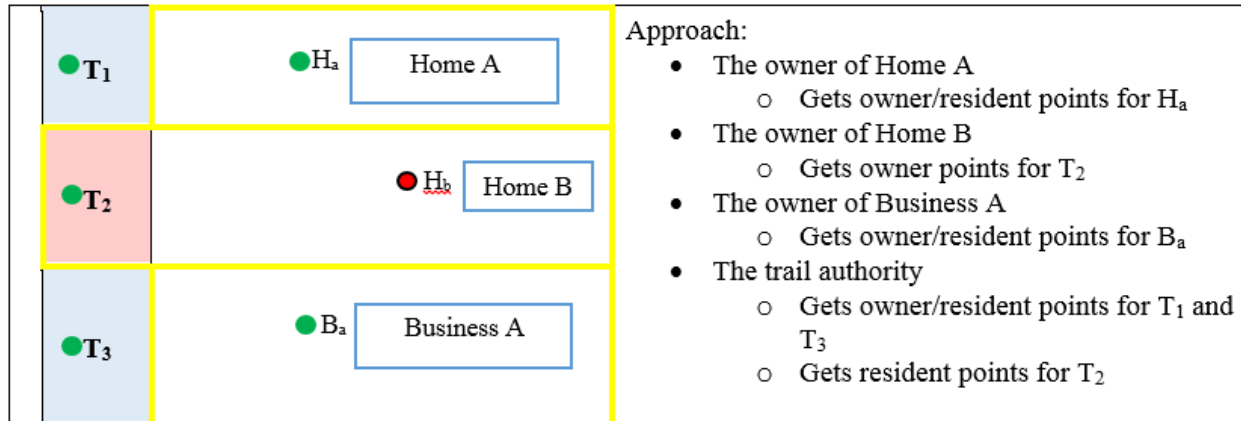 T₁
Hₐ
Home A
T₂
H_b
Home B
T₃
Bₐ
Business A
Approach:
• The owner of Home A
o Gets owner/resident points for Hₐ
• The owner of Home B
o Gets owner points for T₂
• The owner of Business A
o Gets owner/resident points for Bₐ
• The trail authority
o Gets owner/resident points for T₁ and
T₃
o Gets resident points for T₂